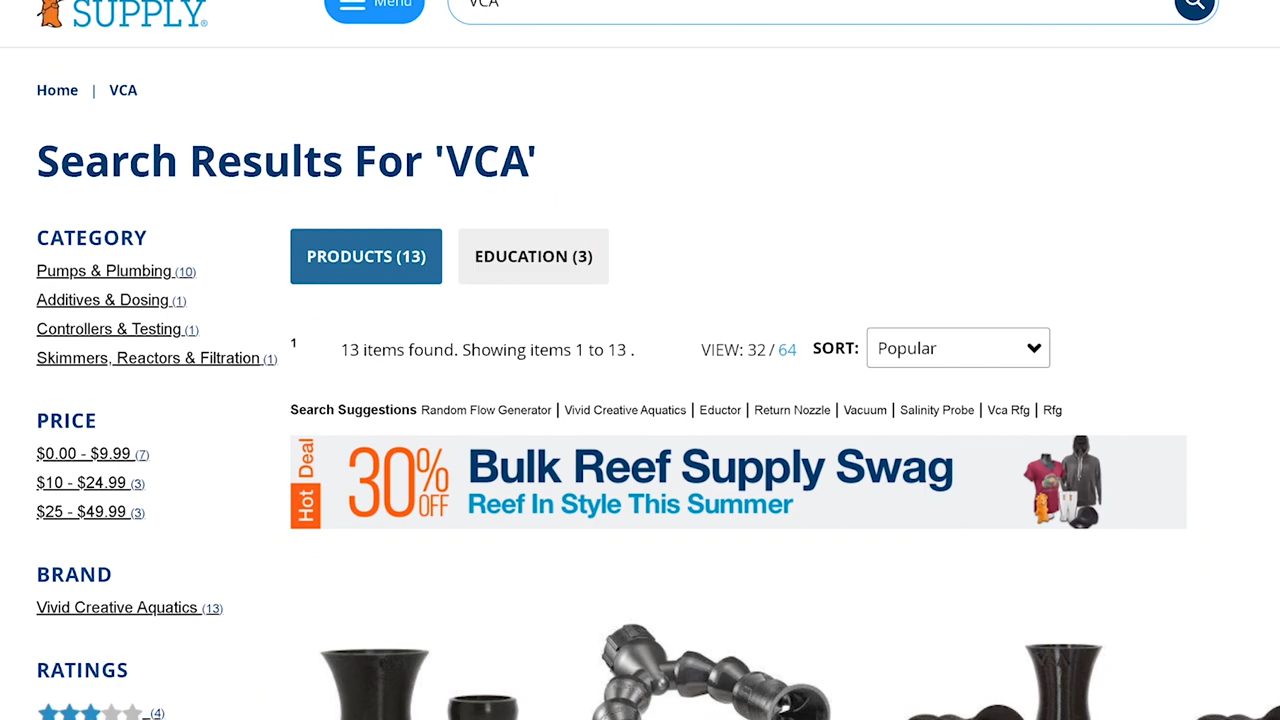 SUPPLY®
Menu
VCA
Home | VCA
Search Results For 'VCA'
CATEGORY
Pumps & Plumbing (10)
Additives & Dosing (1)
Controllers & Testing (1)
Skimmers, Reactors & Filtration (1)
PRICE
$0.00 - $9.99 (7)
$10 - $24.99 (3)
$25 - $49.99 (3)
BRAND
Vivid Creative Aquatics (13)
RATINGS
(4)
PRODUCTS (13)
EDUCATION (3)
1 13 items found. Showing items 1 to 13 . VIEW: 32 / 64 SORT: Popular
Search Suggestions Random Flow Generator | Vivid Creative Aquatics | Eductor | Return Nozzle | Vacuum | Salinity Probe | Vca Rfg | Rfg
Hot Deal
30% OFF
Bulk Reef Supply Swag
Reef In Style This Summer